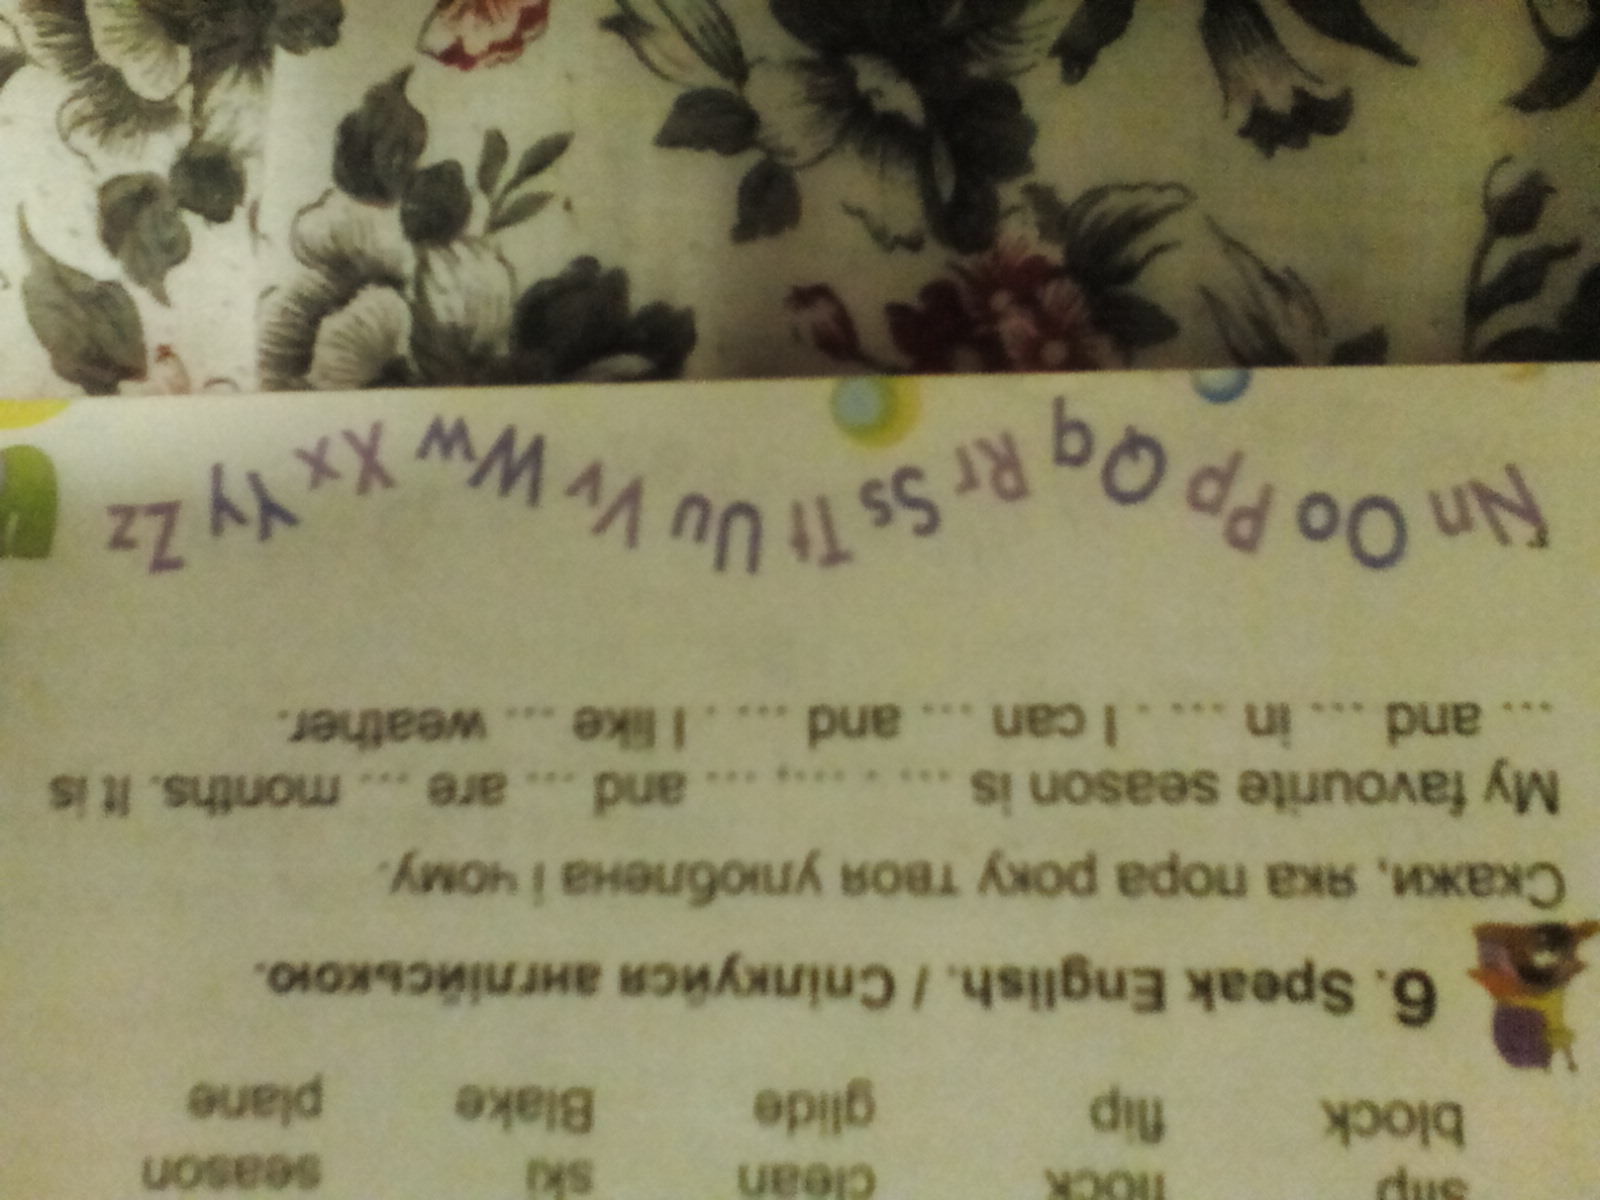 slip clean ski season
block flip glide Blake plane
6. Speak English. / Спілкуйся англійською.
Скажи, яка пора року твоя улюблена і чому.
My favourite season is ... . ..., ... and ... are ... months. It is
... and ... in ... . I can ... and ... . I like ... weather.
Nn Oo Pp Qq Rr Ss Tt Uu Vv Ww Xx Yy Zz